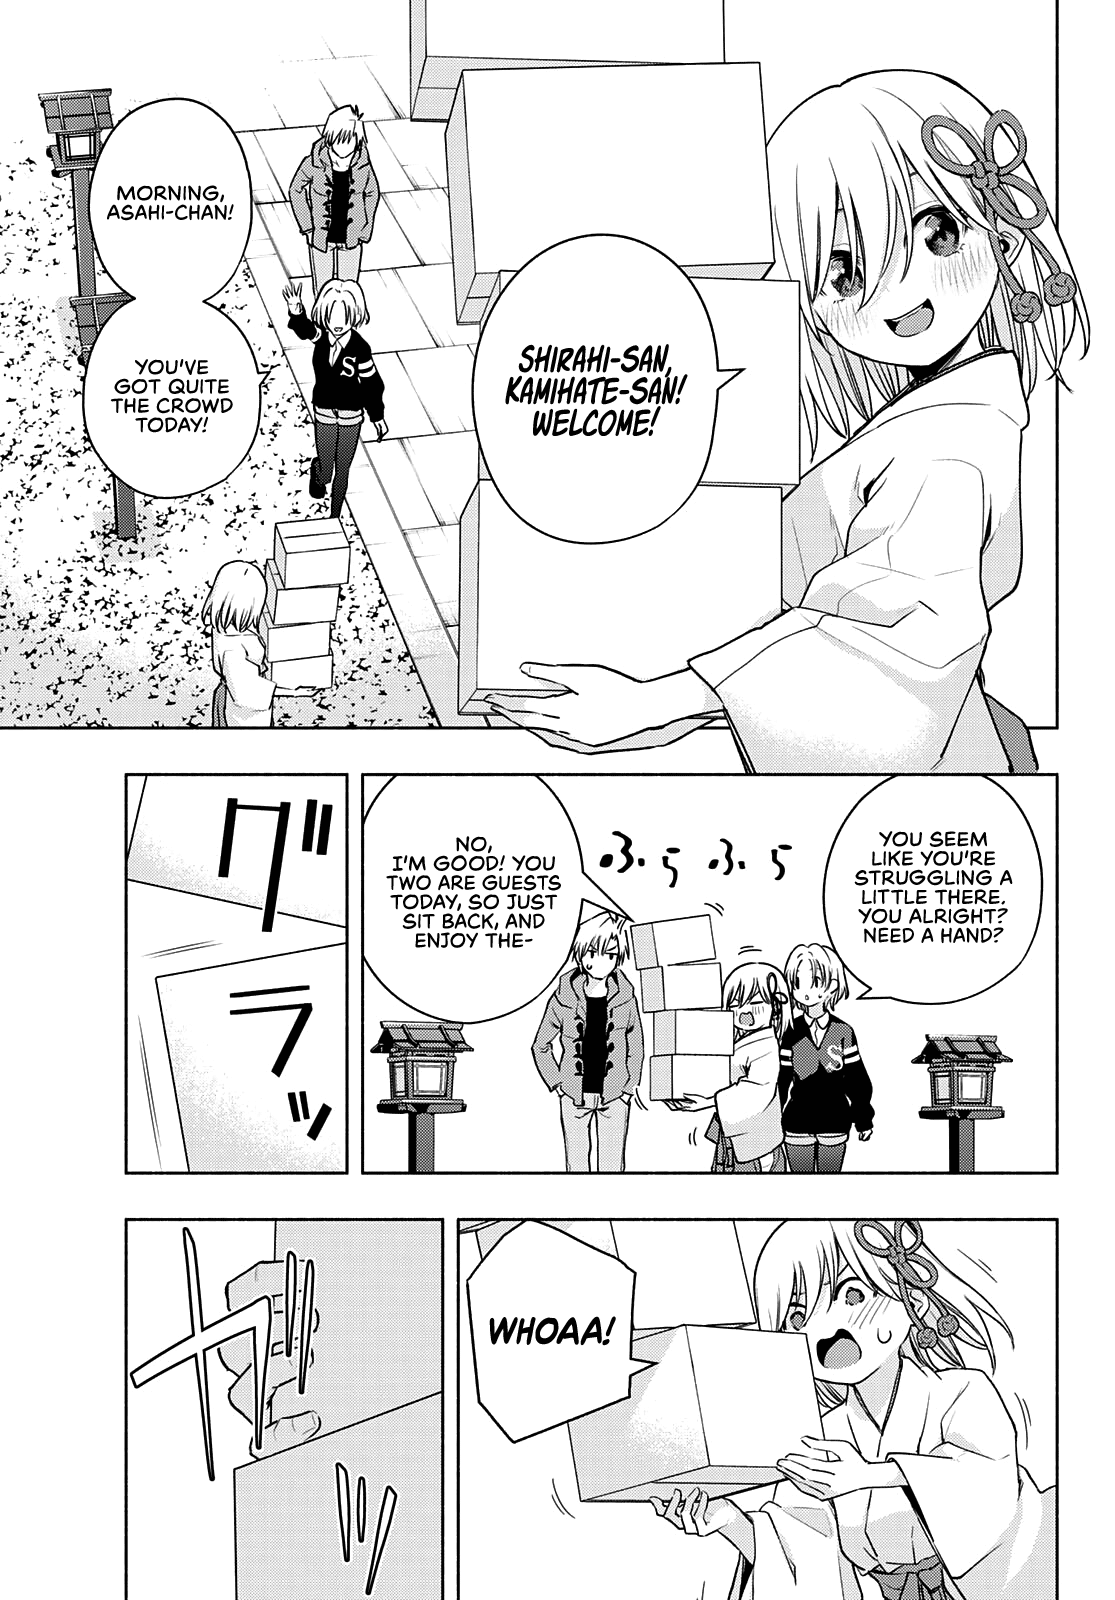 SHIRAHI-SAN,
KAMIHATE-SAN!
WELCOME!
MORNING,
ASAHI-CHAN!
YOU'VE
GOT QUITE
THE CROWD
TODAY!
S
YOU SEEM
LIKE YOU'RE
STRUGGLING A
LITTLE THERE.
YOU ALRIGHT?
NEED A HAND?
ふらふら
NO,
I'M GOOD! YOU
TWO ARE GUESTS
TODAY, SO JUST
SIT BACK, AND
ENJOY THE-
S
グラッ
WHOAA!
ガシッ